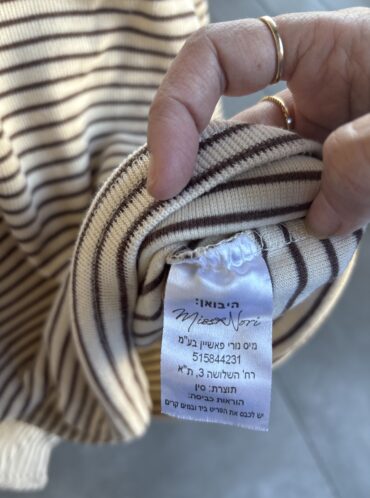 היבואן:
Miss Nori
מיס נורי פאשיין בע"מ
515844231
רח' השלושה 3, ת"א
תוצרת: סין
הוראות כביסה:
יש לכבס את הפריט ביד ובמים קרים